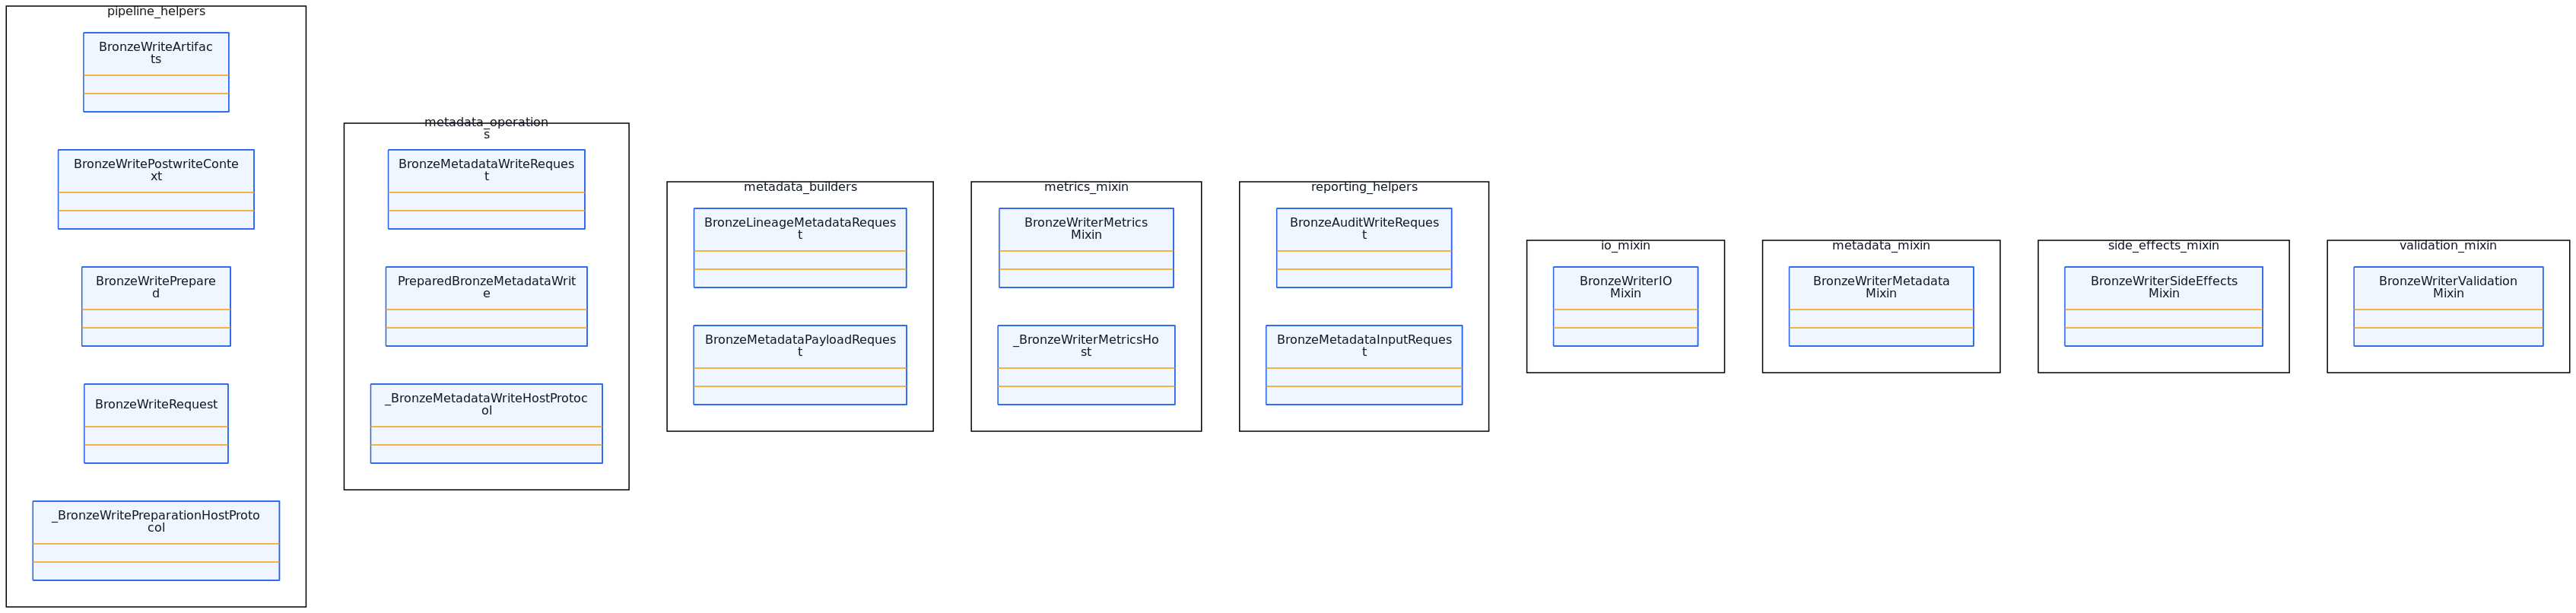 pipeline_helpers
BronzeWriteArtifac
ts
BronzeWritePostwriteConte
xt
BronzeWritePrepare
d
BronzeWriteRequest
_BronzeWritePreparationHostProto
col
metadata_operation
s
BronzeMetadataWriteReques
t
PreparedBronzeMetadataWrit
e
_BronzeMetadataWriteHostProtoc
ol
metadata_builders
BronzeLineageMetadataReques
t
BronzeMetadataPayloadReques
t
metrics_mixin
BronzeWriterMetrics
Mixin
_BronzeWriterMetricsHo
st
reporting_helpers
BronzeAuditWriteReques
t
BronzeMetadataInputReques
t
io_mixin
BronzeWriterIO
Mixin
metadata_mixin
BronzeWriterMetadata
Mixin
side_effects_mixin
BronzeWriterSideEffects
Mixin
validation_mixin
BronzeWriterValidation
Mixin